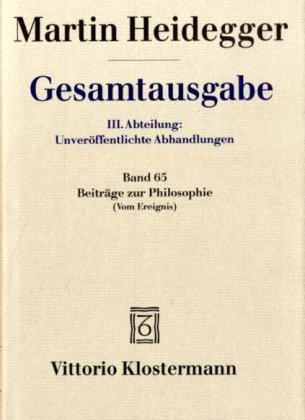 Martin Heidegger
Gesamtausgabe
III. Abteilung:
Unveröffentlichte Abhandlungen
Band 65
Beiträge zur Philosophie
(Vom Ereignis)
Vittorio Klostermann